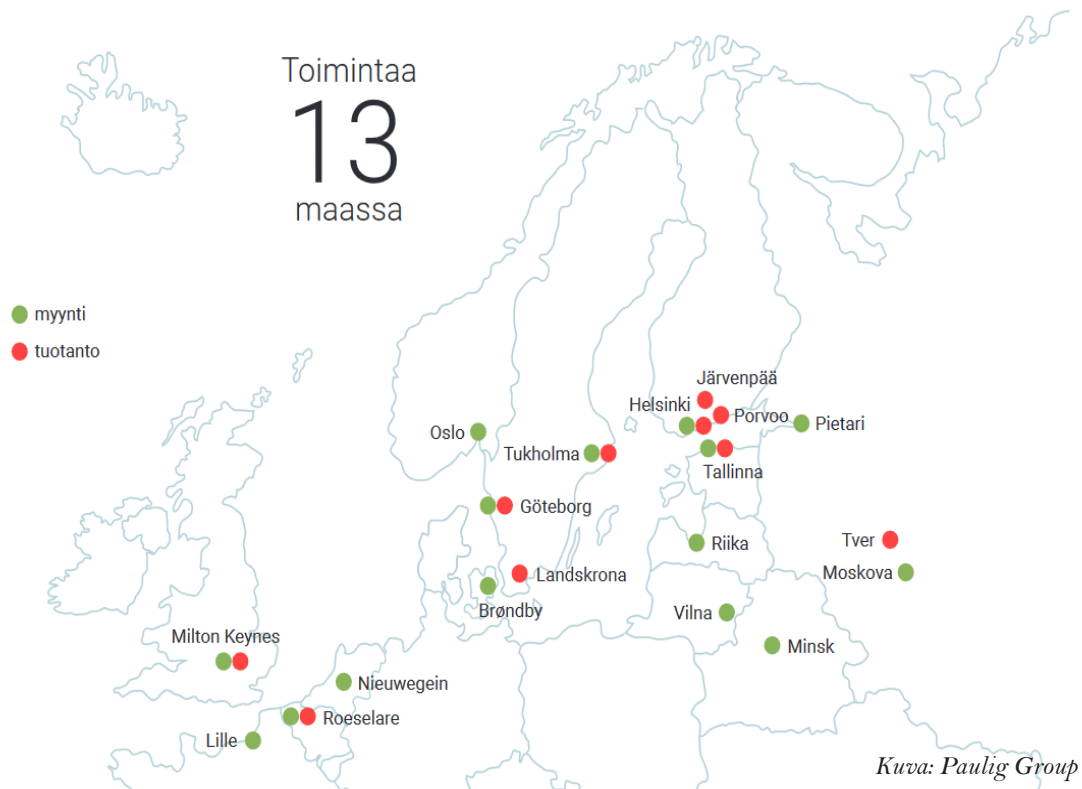 Toimintaa
13
maassa
myynti
tuotanto
Järvenpää
Helsinki
Porvoo
Pietari
Oslo
Tukholma
Tallinna
Göteborg
Riika
Tver
Moskova
Landskrona
Brøndby
Vilna
Minsk
Milton Keynes
Nieuwegein
Roeselare
Lille
Kuva: Paulig Group